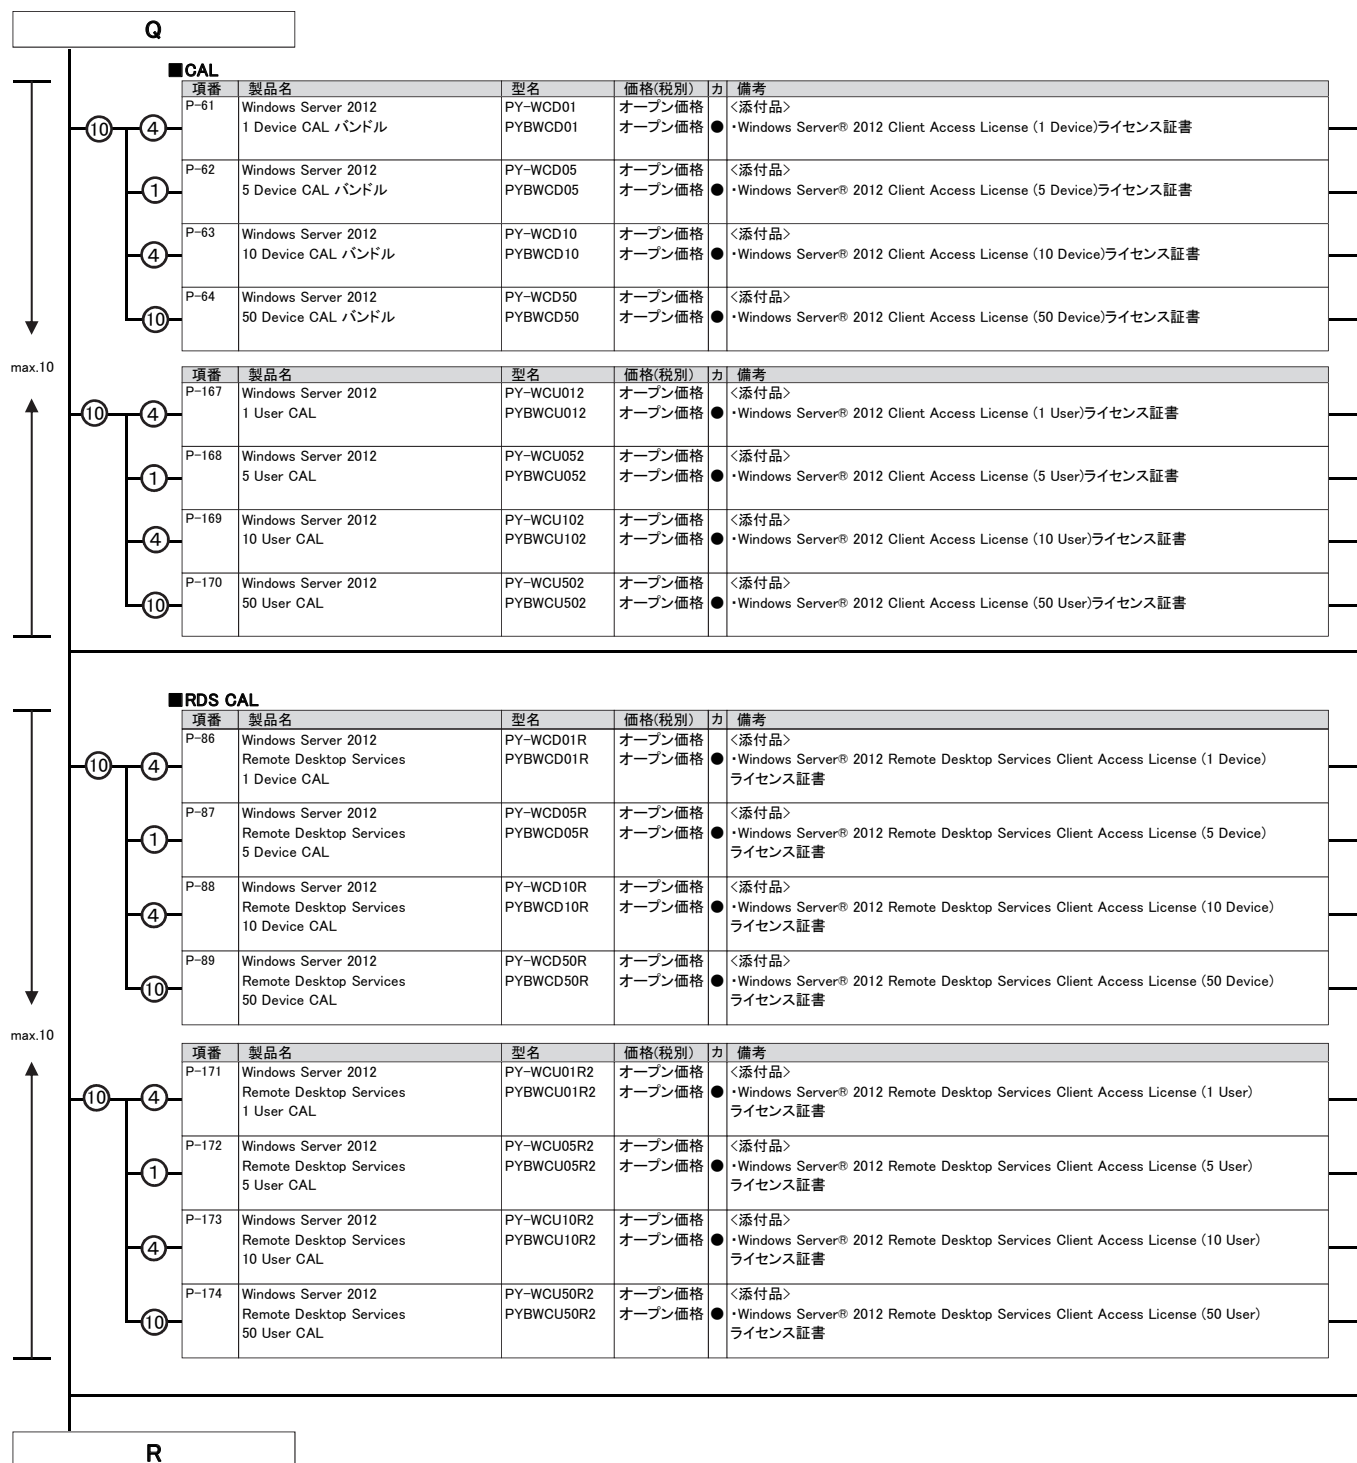 Q
■CAL
項番 製品名 型名 価格(税別) カ 備考
P-61 Windows Server 2012 PY-WCD01 オープン価格 <添付品>
⑩ ④ 1 Device CAL バンドル PYBWCD01 オープン価格 ● ・Windows Server® 2012 Client Access License (1 Device)ライセンス証書
P-62 Windows Server 2012 PY-WCD05 オープン価格 <添付品>
① 5 Device CAL バンドル PYBWCD05 オープン価格 ● ・Windows Server® 2012 Client Access License (5 Device)ライセンス証書
P-63 Windows Server 2012 PY-WCD10 オープン価格 <添付品>
④ 10 Device CAL バンドル PYBWCD10 オープン価格 ● ・Windows Server® 2012 Client Access License (10 Device)ライセンス証書
P-64 Windows Server 2012 PY-WCD50 オープン価格 <添付品>
⑩ 50 Device CAL バンドル PYBWCD50 オープン価格 ● ・Windows Server® 2012 Client Access License (50 Device)ライセンス証書
max.10
項番 製品名 型名 価格(税別) カ 備考
P-167 Windows Server 2012 PY-WCU012 オープン価格 <添付品>
⑩ ④ 1 User CAL PYBWCU012 オープン価格 ● ・Windows Server® 2012 Client Access License (1 User)ライセンス証書
P-168 Windows Server 2012 PY-WCU052 オープン価格 <添付品>
① 5 User CAL PYBWCU052 オープン価格 ● ・Windows Server® 2012 Client Access License (5 User)ライセンス証書
P-169 Windows Server 2012 PY-WCU102 オープン価格 <添付品>
④ 10 User CAL PYBWCU102 オープン価格 ● ・Windows Server® 2012 Client Access License (10 User)ライセンス証書
P-170 Windows Server 2012 PY-WCU502 オープン価格 <添付品>
⑩ 50 User CAL PYBWCU502 オープン価格 ● ・Windows Server® 2012 Client Access License (50 User)ライセンス証書
■RDS CAL
項番 製品名 型名 価格(税別) カ 備考
P-86 Windows Server 2012 PY-WCD01R オープン価格 <添付品>
⑩ ④ Remote Desktop Services PYBWCD01R オープン価格 ● ・Windows Server® 2012 Remote Desktop Services Client Access License (1 Device)
1 Device CAL ライセンス証書
P-87 Windows Server 2012 PY-WCD05R オープン価格 <添付品>
① Remote Desktop Services PYBWCD05R オープン価格 ● ・Windows Server® 2012 Remote Desktop Services Client Access License (5 Device)
5 Device CAL ライセンス証書
P-88 Windows Server 2012 PY-WCD10R オープン価格 <添付品>
④ Remote Desktop Services PYBWCD10R オープン価格 ● ・Windows Server® 2012 Remote Desktop Services Client Access License (10 Device)
10 Device CAL ライセンス証書
P-89 Windows Server 2012 PY-WCD50R オープン価格 <添付品>
⑩ Remote Desktop Services PYBWCD50R オープン価格 ● ・Windows Server® 2012 Remote Desktop Services Client Access License (50 Device)
50 Device CAL ライセンス証書
max.10
項番 製品名 型名 価格(税別) カ 備考
P-171 Windows Server 2012 PY-WCU01R2 オープン価格 <添付品>
⑩ ④ Remote Desktop Services PYBWCU01R2 オープン価格 ● ・Windows Server® 2012 Remote Desktop Services Client Access License (1 User)
1 User CAL ライセンス証書
P-172 Windows Server 2012 PY-WCU05R2 オープン価格 <添付品>
① Remote Desktop Services PYBWCU05R2 オープン価格 ● ・Windows Server® 2012 Remote Desktop Services Client Access License (5 User)
5 User CAL ライセンス証書
P-173 Windows Server 2012 PY-WCU10R2 オープン価格 <添付品>
④ Remote Desktop Services PYBWCU10R2 オープン価格 ● ・Windows Server® 2012 Remote Desktop Services Client Access License (10 User)
10 User CAL ライセンス証書
P-174 Windows Server 2012 PY-WCU50R2 オープン価格 <添付品>
⑩ Remote Desktop Services PYBWCU50R2 オープン価格 ● ・Windows Server® 2012 Remote Desktop Services Client Access License (50 User)
50 User CAL ライセンス証書
R